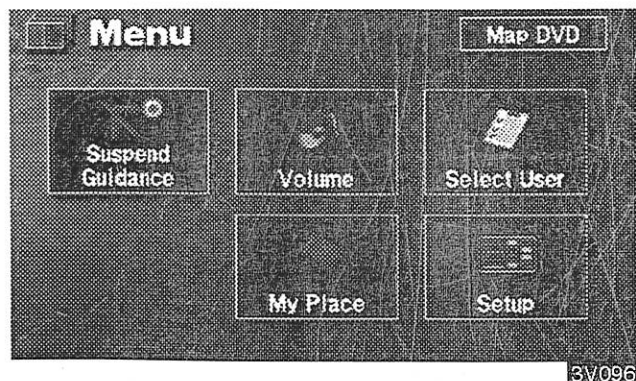 Menu
Map DVD
Suspend
Guidance
Volume
Select User
My Place
Setup
3V096